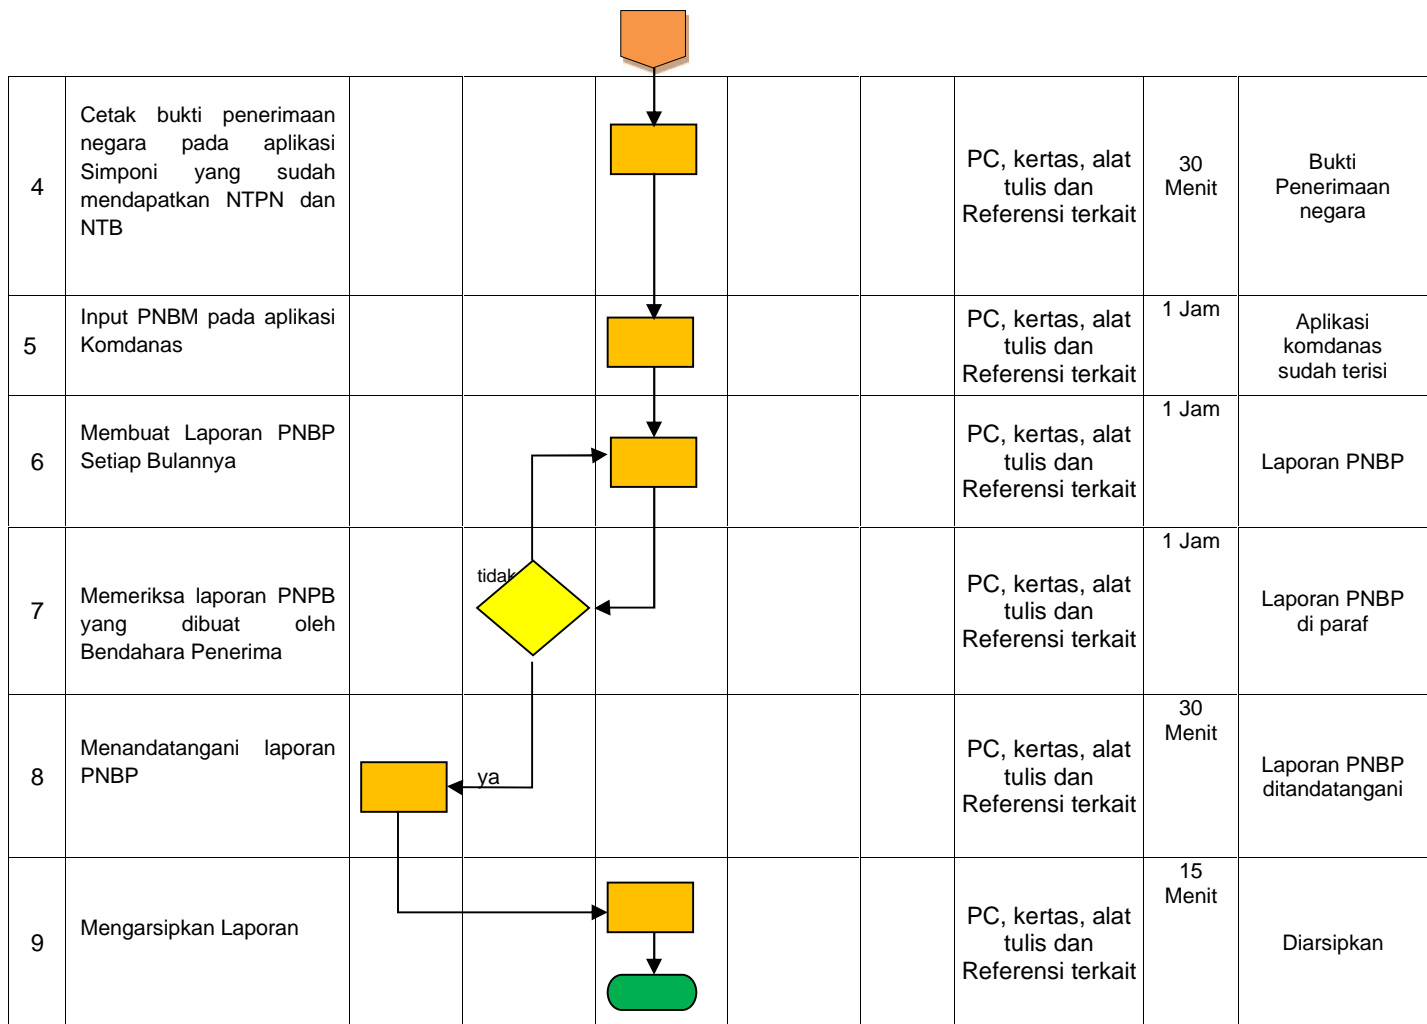 4
Cetak bukti penerimaan
negara pada aplikasi
Simponi yang sudah
mendapatkan NTPN dan
NTB
PC, kertas, alat
tulis dan
Referensi terkait
30
Menit
Bukti
Penerimaan
negara
5
Input PNBM pada aplikasi
Komdanas
PC, kertas, alat
tulis dan
Referensi terkait
1 Jam
Aplikasi
komdanas
sudah terisi
6
Membuat Laporan PNBP
Setiap Bulannya
PC, kertas, alat
tulis dan
Referensi terkait
1 Jam
Laporan PNBP
7
Memeriksa laporan PNPB
yang dibuat oleh
Bendahara Penerima
tidak
PC, kertas, alat
tulis dan
Referensi terkait
1 Jam
Laporan PNBP
di paraf
8
Menandatangani laporan
PNBP
ya
PC, kertas, alat
tulis dan
Referensi terkait
30
Menit
Laporan PNBP
ditandatangani
9
Mengarsipkan Laporan
PC, kertas, alat
tulis dan
Referensi terkait
15
Menit
Diarsipkan